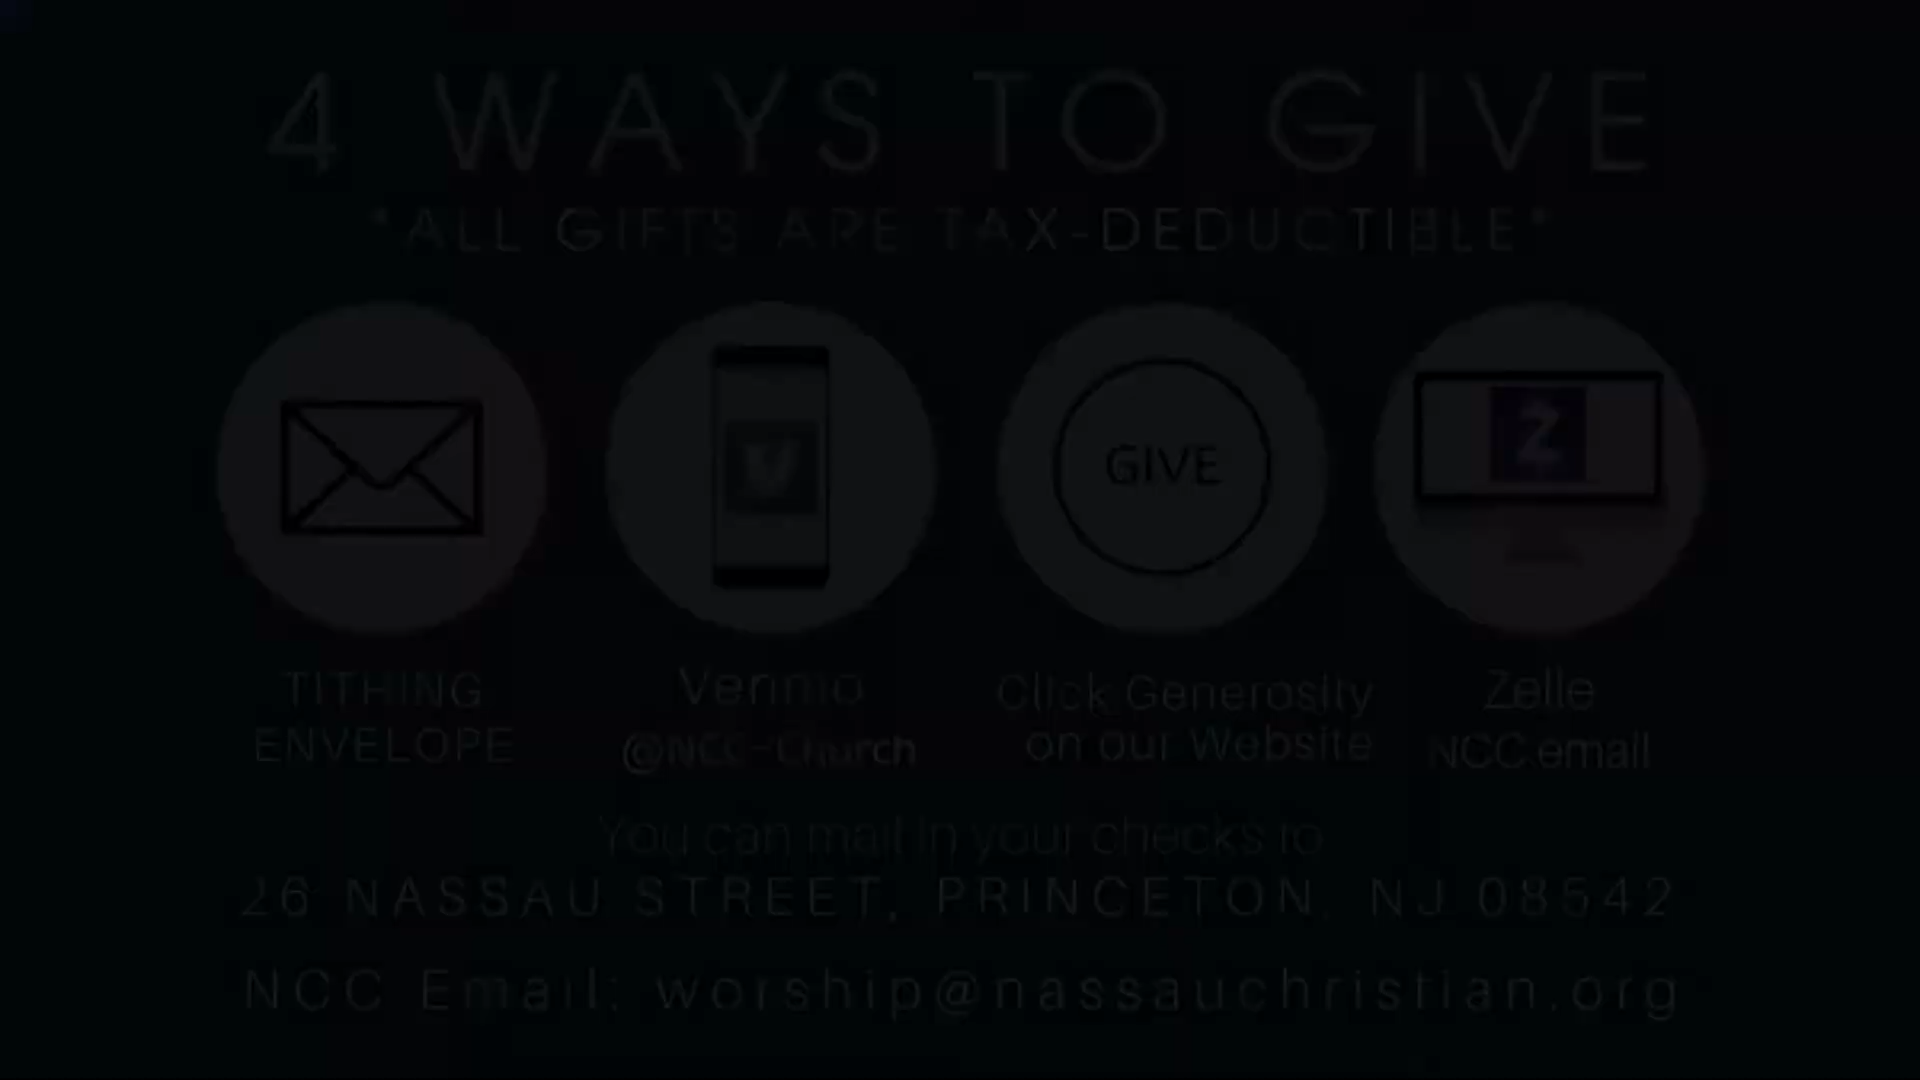 4 WAYS TO GIVE
*ALL GIFTS ARE TAX-DEDUCTIBLE*
V
GIVE
Z
TITHING
ENVELOPE
Venmo
@NCC-Church
Click Generosity
on our Website
Zelle
NCC email
You can mail in your checks to
26 NASSAU STREET, PRINCETON, NJ 08542
NCC Email: worship@nassauchristian.org